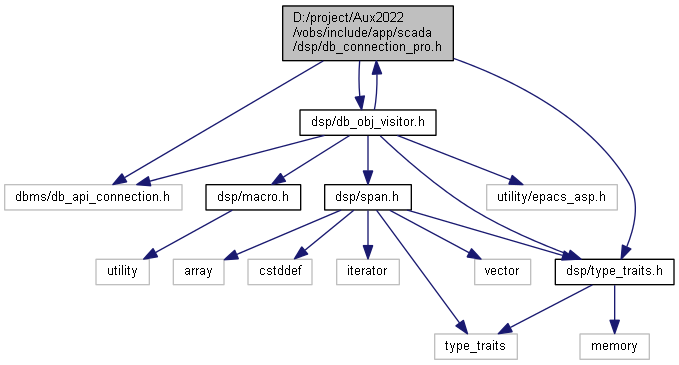 D:/project/Aux2022
/vobs/include/app/scada
/dsp/db_connection_pro.h
dsp/db_obj_visitor.h
dbms/db_api_connection.h
dsp/macro.h
dsp/span.h
utility/epacs_asp.h
utility
array
cstddef
iterator
vector
dsp/type_traits.h
type_traits
memory